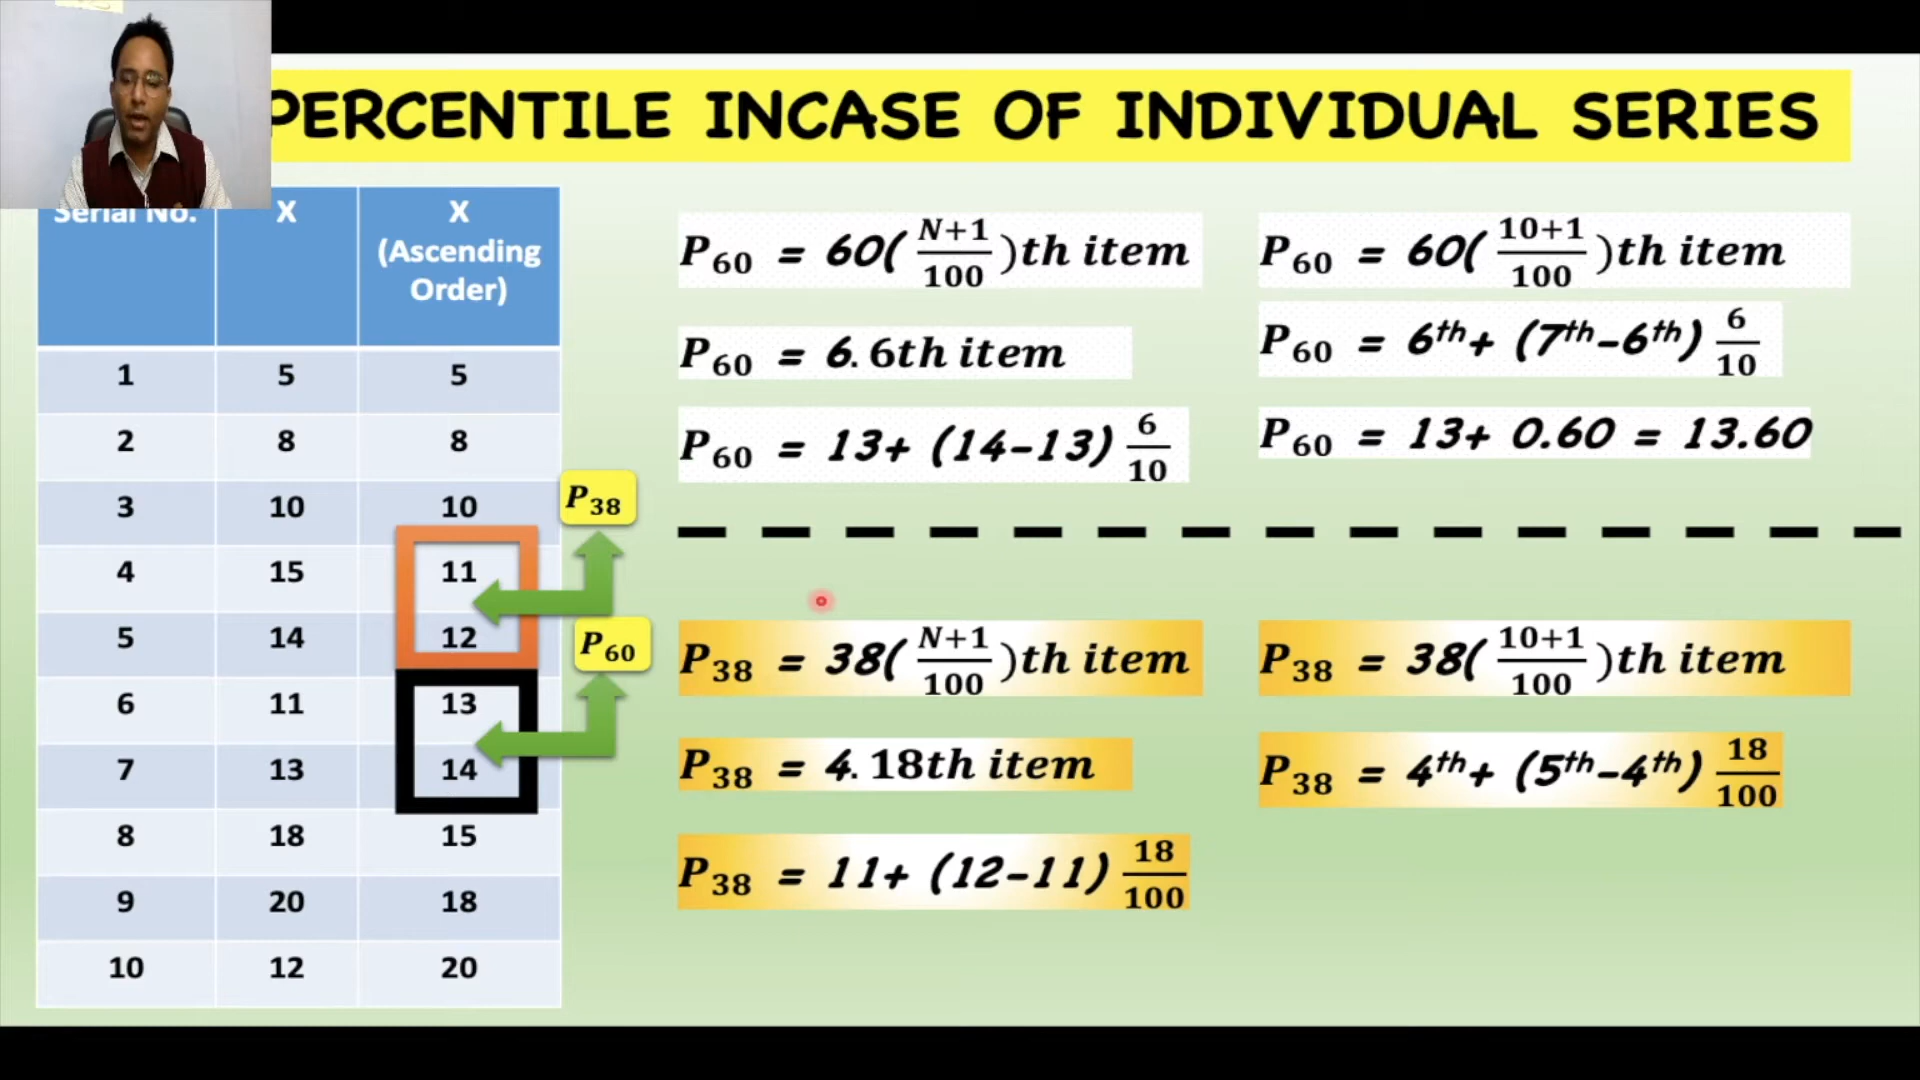 PERCENTILE INCASE OF INDIVIDUAL SERIES
Serial No. X X (Ascending Order)
1 5 5
2 8 8
3 10 10
4 15 11
5 14 12
6 11 13
7 13 14
8 18 15
9 20 18
10 12 20
P₃₈
P₆₀
P₆₀ = 60( (N+1)/100 )th item
P₆₀ = 60( (10+1)/100 )th item
P₆₀ = 6.6th item
P₆₀ = 6ᵗʰ+ (7ᵗʰ-6ᵗʰ) 6/10
P₆₀ = 13+ (14-13) 6/10
P₆₀ = 13+ 0.60 = 13.60
P₃₈ = 38( (N+1)/100 )th item
P₃₈ = 38( (10+1)/100 )th item
P₃₈ = 4.18th item
P₃₈ = 4ᵗʰ+ (5ᵗʰ-4ᵗʰ) 18/100
P₃₈ = 11+ (12-11) 18/100